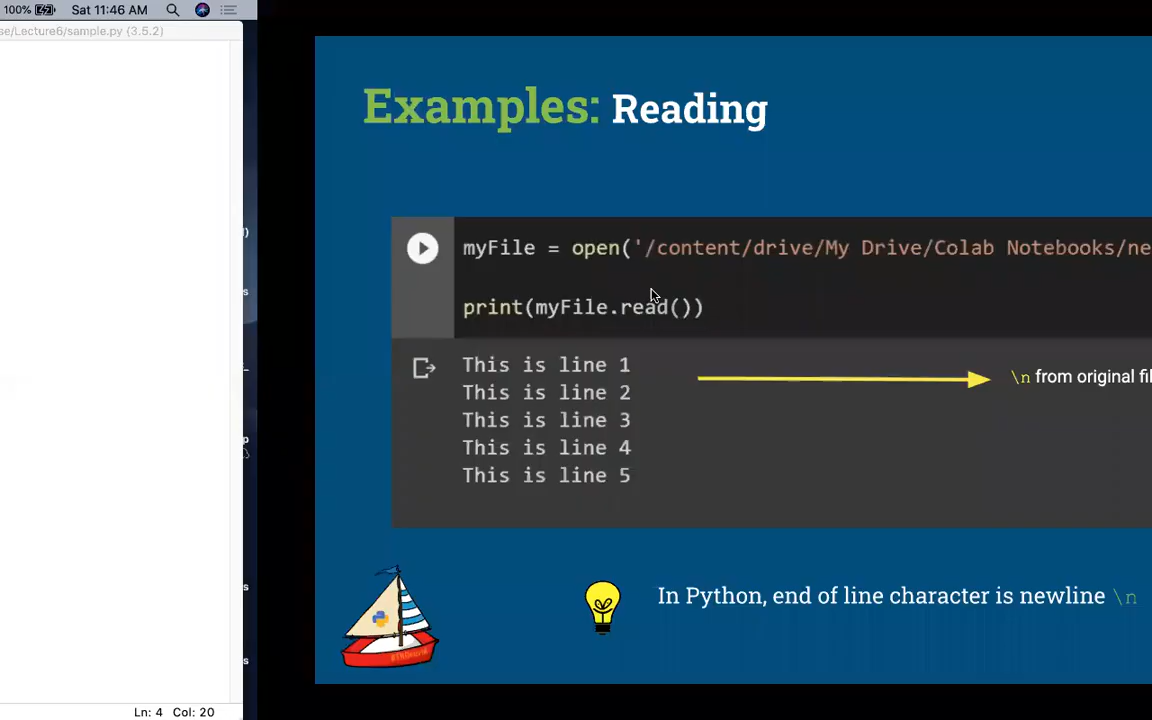 100% Sat 11:46 AM
se/Lecture6/sample.py (3.5.2)
Examples: Reading
myFile = open('/content/drive/My Drive/Colab Notebooks/ne
print(myFile.read())
This is line 1
This is line 2
This is line 3
This is line 4
This is line 5
\n from original fil
In Python, end of line character is newline \n
Ln: 4 Col: 20